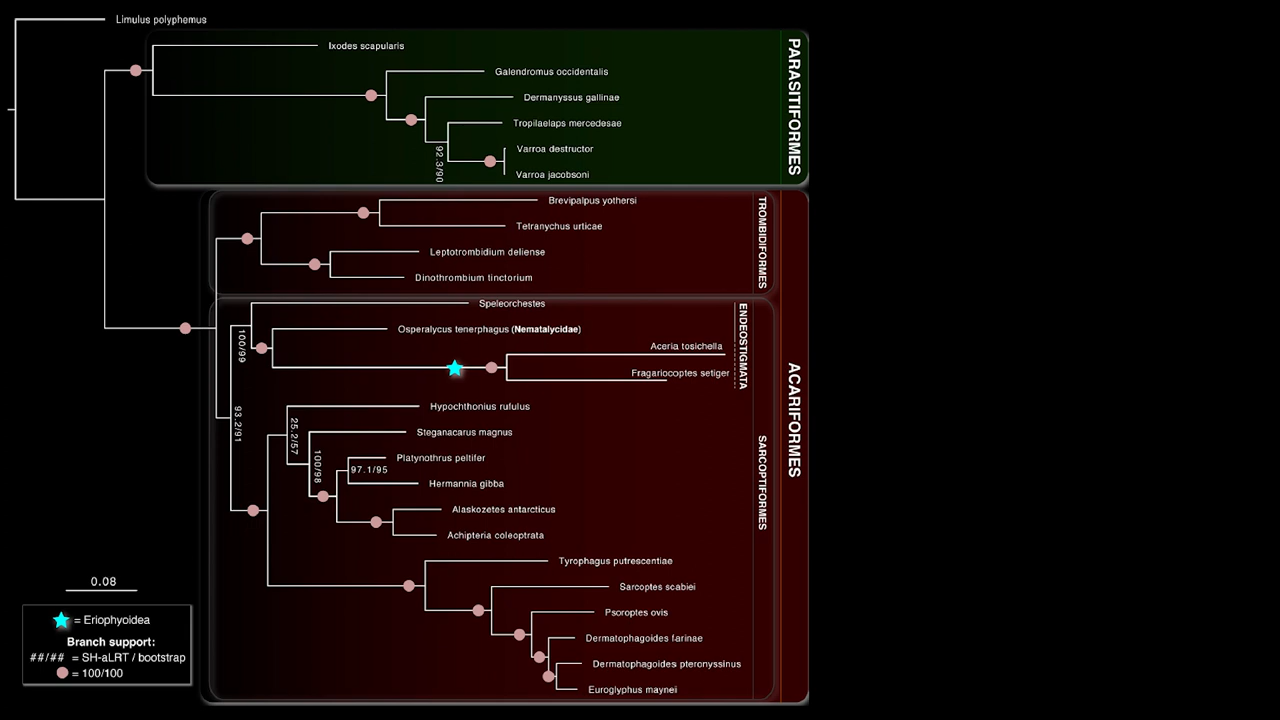 Limulus polyphemus
Ixodes scapularis
Galendromus occidentalis
Dermanyssus gallinae
Tropilaelaps mercedesae
Varroa destructor
Varroa jacobsoni
92.3/90
PARASITIFORMES
Brevipalpus yothersi
Tetranychus urticae
Leptotrombidium deliense
Dinothrombium tinctorium
TROMBIDIFORMES
Speleorchestes
Osperalycus tenerphagus (Nematalycidae)
Aceria tosichella
Fragariocoptes setiger
100/99
ENDEOSTIGMATA
93.2/91
Hypochthonius rufulus
Steganacarus magnus
25.2/57
Platynothrus peltifer
100/98
97.1/95
Hermannia gibba
Alaskozetes antarcticus
Achipteria coleoptrata
Tyrophagus putrescentiae
Sarcoptes scabiei
Psoroptes ovis
Dermatophagoides farinae
Dermatophagoides pteronyssinus
Euroglyphus maynei
SARCOPTIFORMES
ACARIFORMES
0.08
= Eriophyoidea
Branch support:
##/## = SH-aLRT / bootstrap
= 100/100